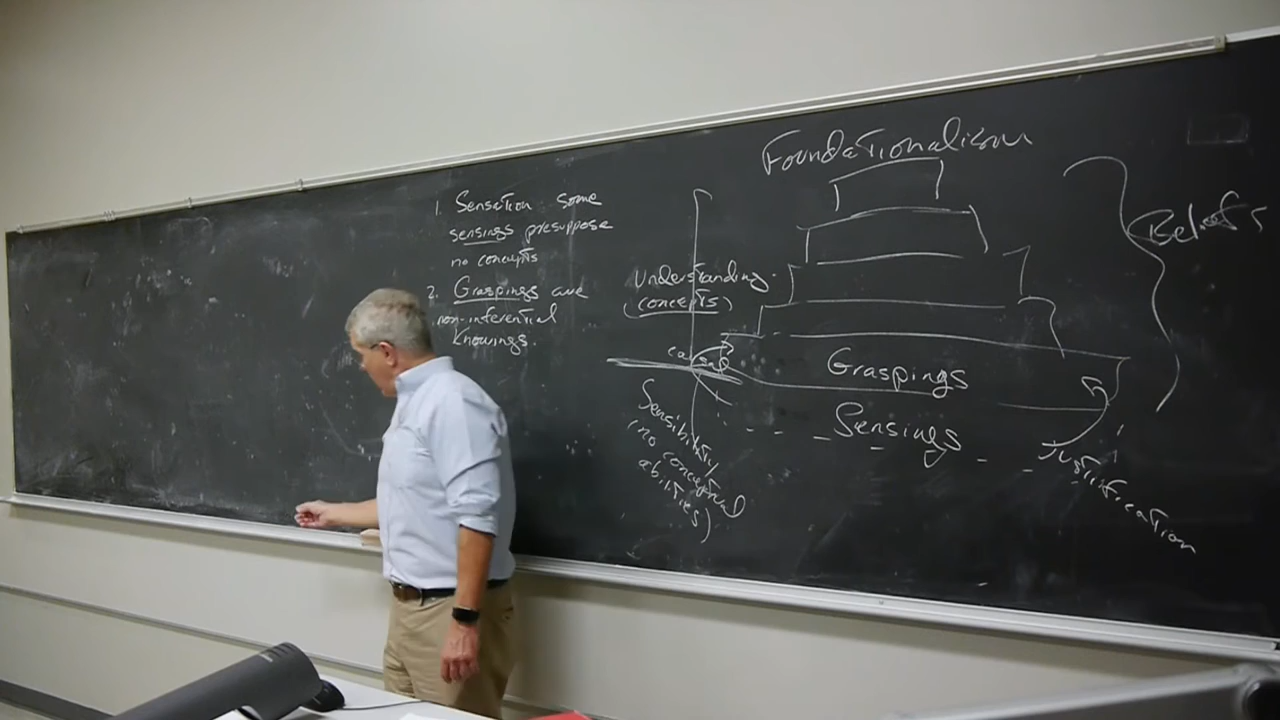 1. Sensation some
sensings presuppose
no concepts
2. Graspings are
non-inferential
Knowings.
Foundationalism
Understanding
(concepts)
causal
Sensibility
(no conceptual
abilities)
Graspings
Sensings
Justification
Beliefs